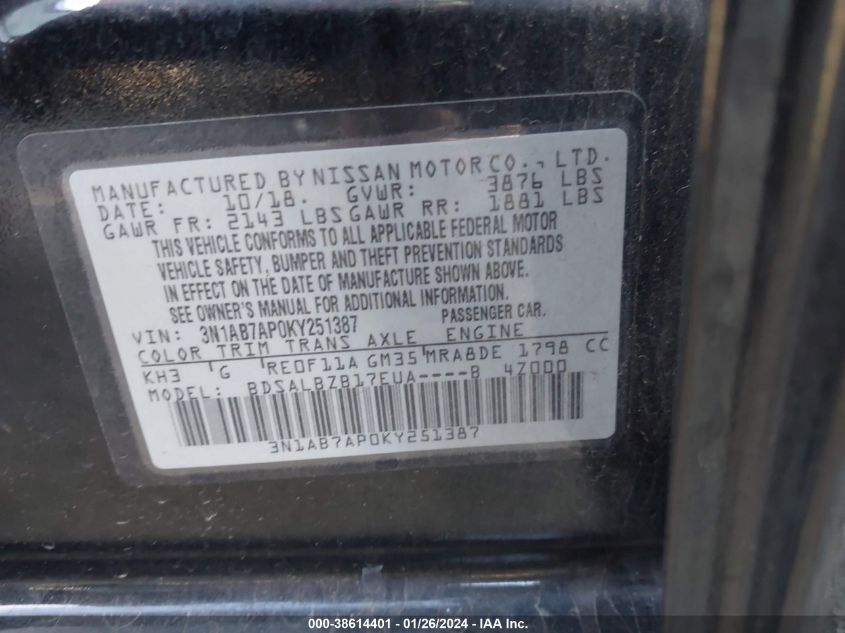 MANUFACTURED BY NISSAN MOTOR CO., LTD.
DATE: 10/18. GVWR: 3876 LBS
GAWR FR: 2143 LBS GAWR RR: 1881 LBS
THIS VEHICLE CONFORMS TO ALL APPLICABLE FEDERAL MOTOR
VEHICLE SAFETY, BUMPER AND THEFT PREVENTION STANDARDS
IN EFFECT ON THE DATE OF MANUFACTURE SHOWN ABOVE.
SEE OWNER'S MANUAL FOR ADDITIONAL INFORMATION.
VIN: 3N1AB7AP0KY251387 PASSENGER CAR.
COLOR TRIM TRANS AXLE ENGINE
KH3 G RE0F11A GM35 MRA8DE 1798 CC
MODEL: BDSALBZB17EUA----B 4Z000
3N1AB7AP0KY251387
000-38614401 - 01/26/2024 - IAA Inc.